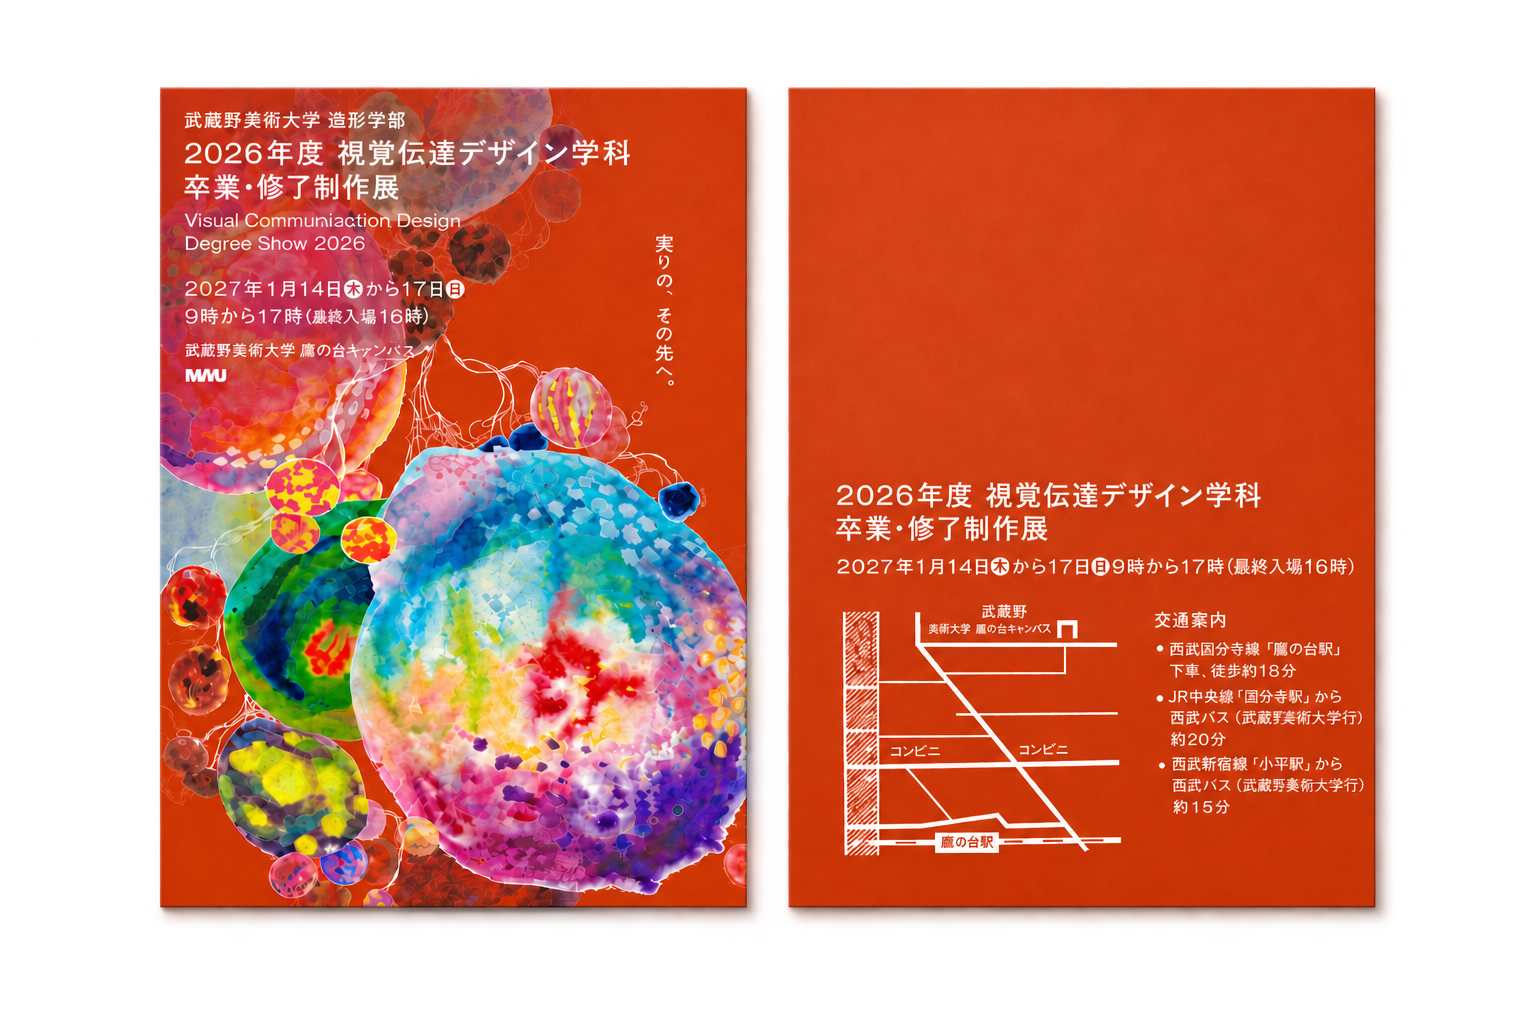 武蔵野美術大学 造形学部
2026年度 視覚伝達デザイン学科
卒業・修了制作展
Visual Communiaction Design
Degree Show 2026
2027年1月14日木から17日日
9時から17時(最終入場16時)
武蔵野美術大学 鷹の台キャンパス
MAU
実りの、その先へ。
2026年度 視覚伝達デザイン学科
卒業・修了制作展
2027年1月14日木から17日日9時から17時(最終入場16時)
武蔵野
美術大学 鷹の台キャンパス
コンビニ
コンビニ
鷹の台駅
交通案内
• 西武国分寺線「鷹の台駅」
下車、徒歩約18分
• JR中央線「国分寺駅」から
西武バス(武蔵野美術大学行)
約20分
• 西武新宿線「小平駅」から
西武バス(武蔵野美術大学行)
約15分